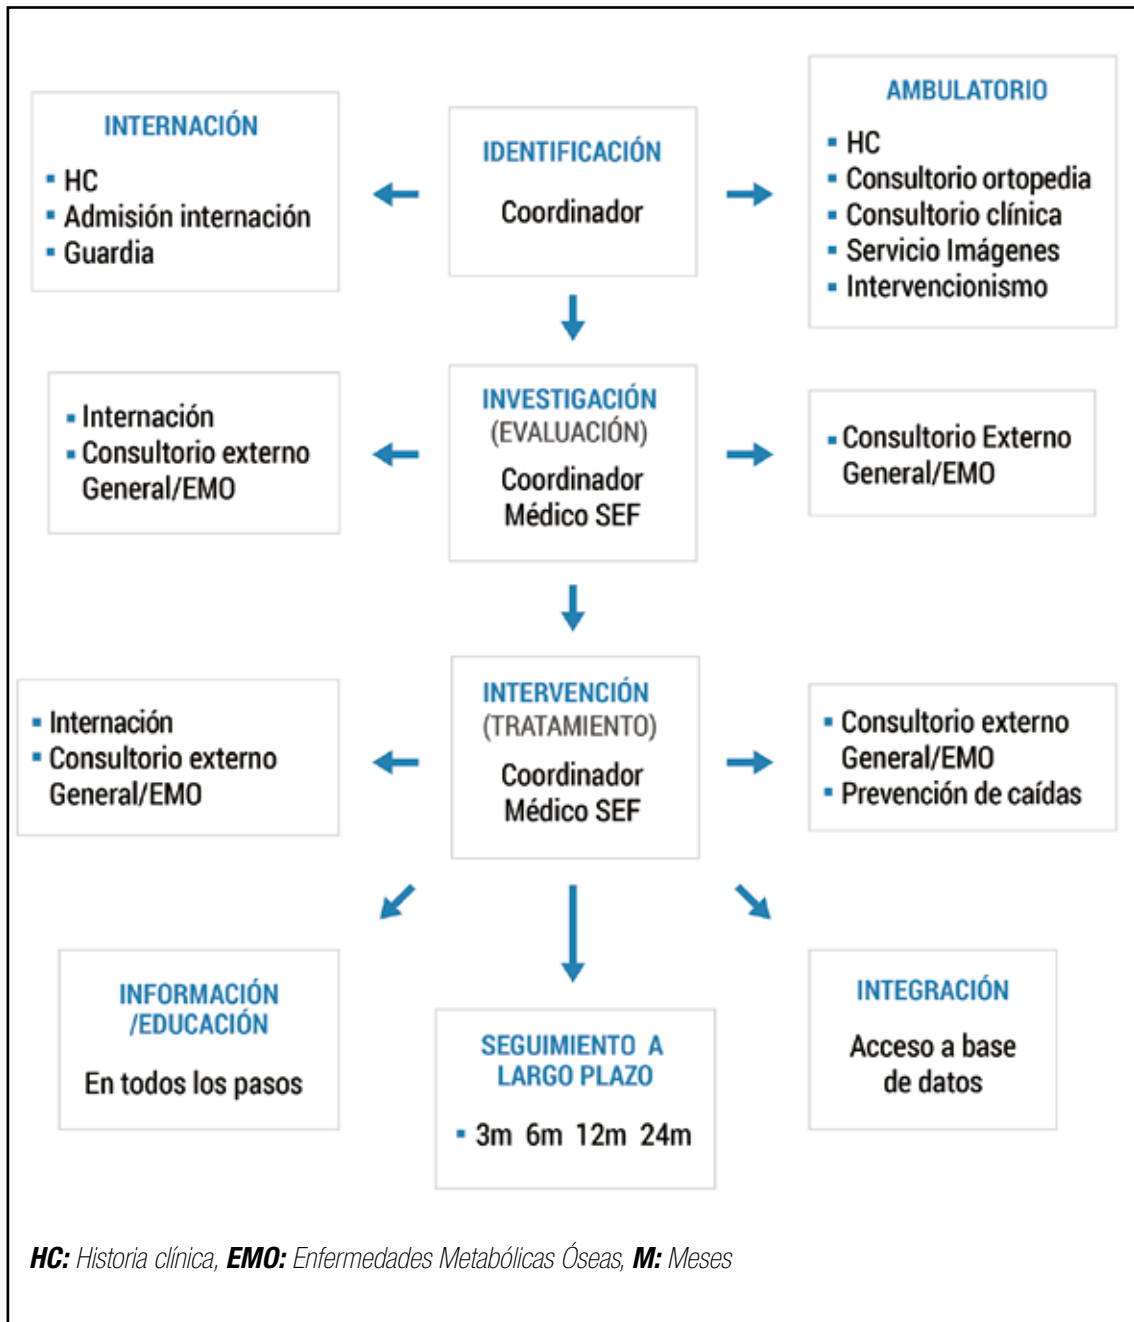 INTERNACIÓN
▪ HC
▪ Admisión internación
▪ Guardia
IDENTIFICACIÓN
Coordinador
AMBULATORIO
▪ HC
▪ Consultorio ortopedia
▪ Consultorio clínica
▪ Servicio Imágenes
▪ Intervencionismo
▪ Internación
▪ Consultorio externo
General/EMO
INVESTIGACIÓN
(EVALUACIÓN)
Coordinador
Médico SEF
▪ Consultorio Externo
General/EMO
▪ Internación
▪ Consultorio externo
General/EMO
INTERVENCIÓN
(TRATAMIENTO)
Coordinador
Médico SEF
▪ Consultorio externo
General/EMO
▪ Prevención de caídas
INFORMACIÓN
/EDUCACIÓN
En todos los pasos
SEGUIMIENTO A
LARGO PLAZO
▪ 3m 6m 12m 24m
INTEGRACIÓN
Acceso a base
de datos
HC: Historia clínica, EMO: Enfermedades Metabólicas Óseas, M: Meses